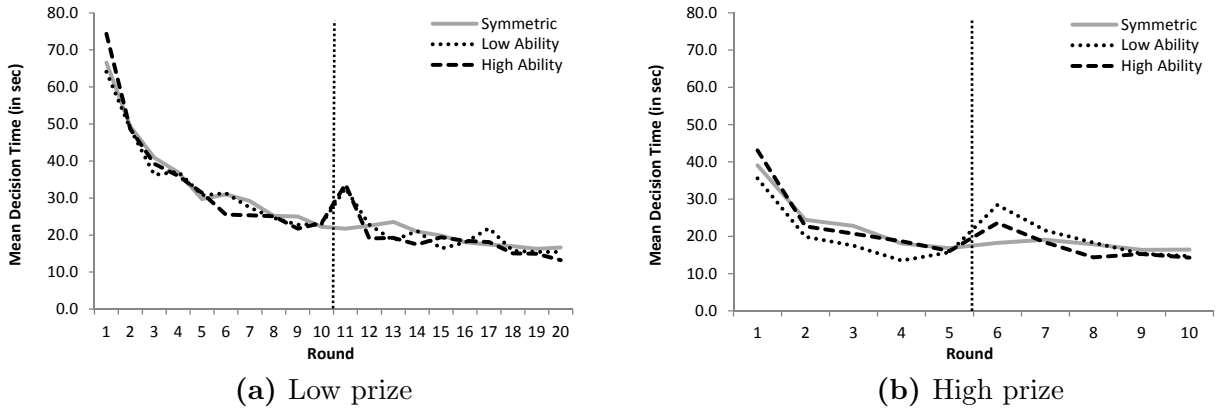 80.0
70.0
60.0
50.0
40.0
30.0
20.0
10.0
0.0
Mean Decision Time (in sec)
Symmetric
Low Ability
High Ability
1 2 3 4 5 6 7 8 9 10 11 12 13 14 15 16 17 18 19 20
Round
(a) Low prize
80.0
70.0
60.0
50.0
40.0
30.0
20.0
10.0
0.0
Mean Decision Time (in sec)
Symmetric
Low Ability
High Ability
1 2 3 4 5 6 7 8 9 10
Round
(b) High prize